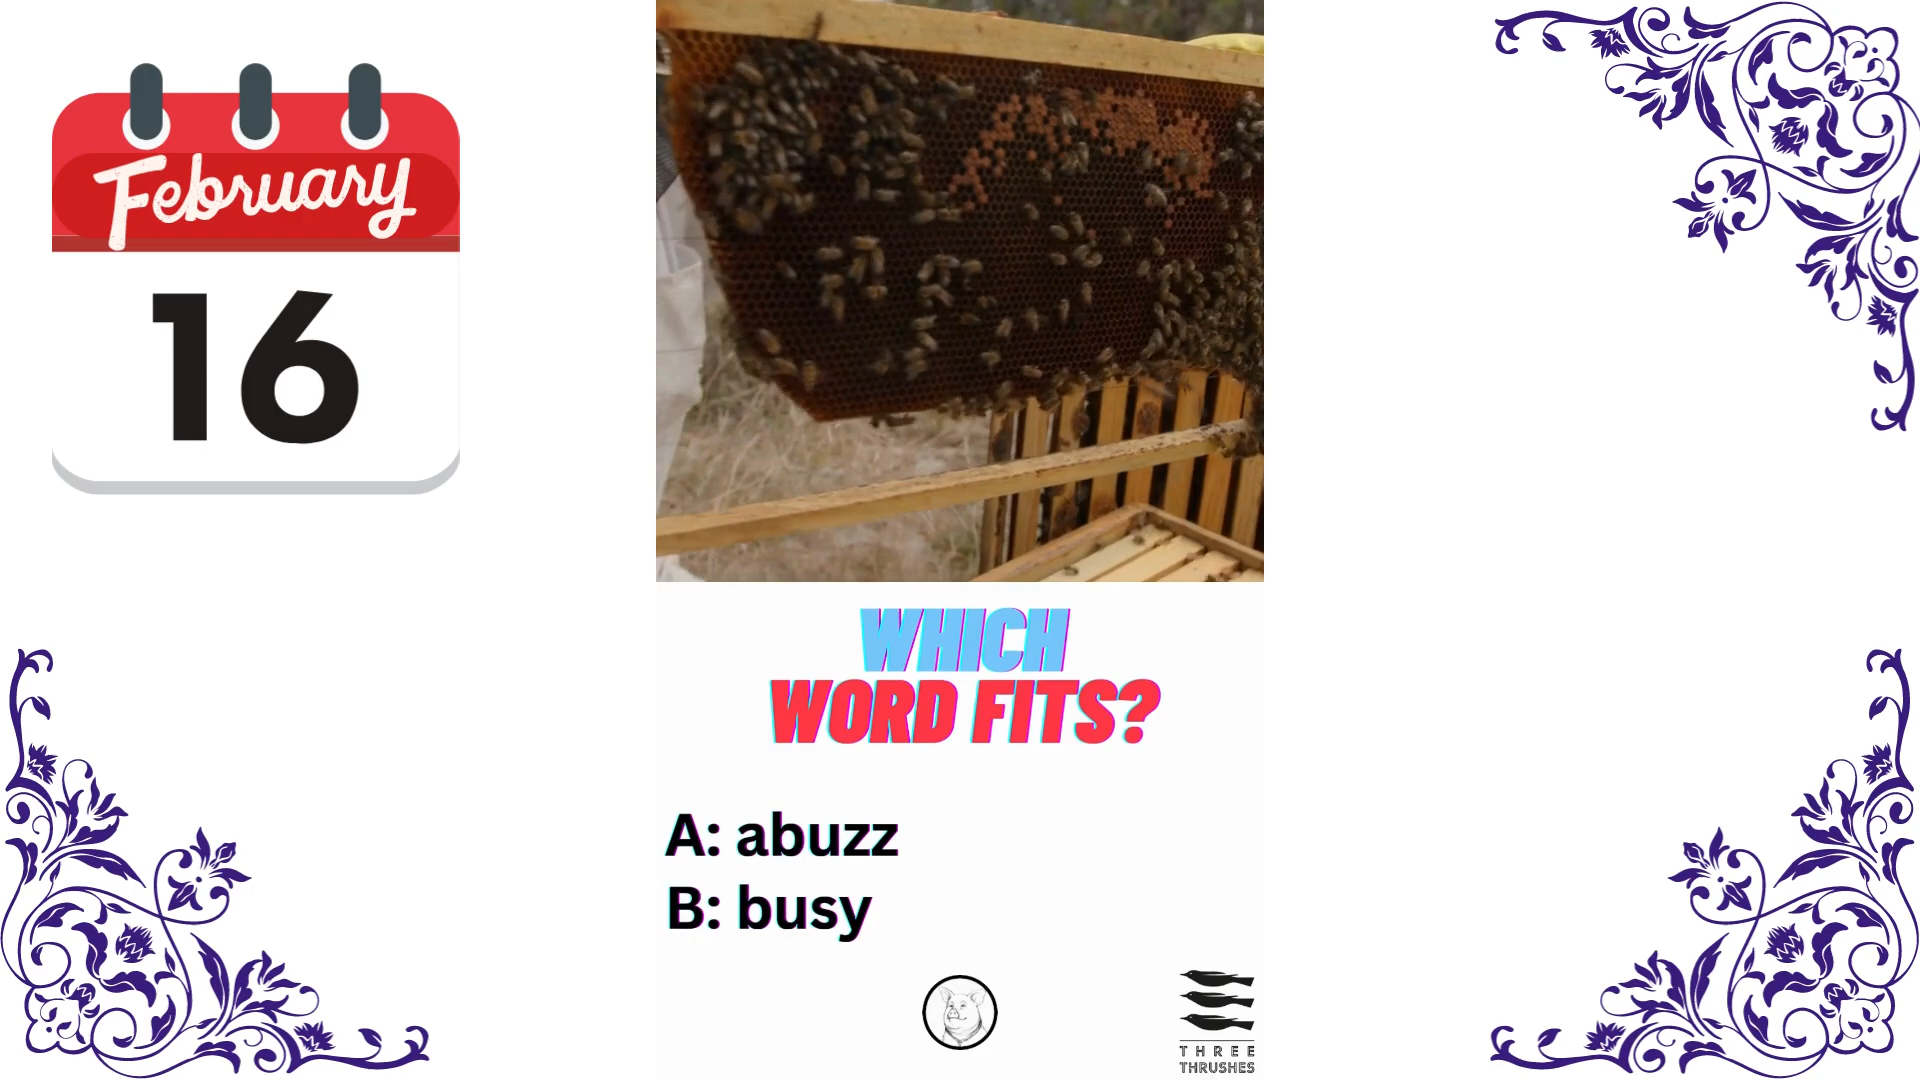 February
16
WHICH
WORD FITS?
A: abuzz
B: busy
THREE
THRUSHES